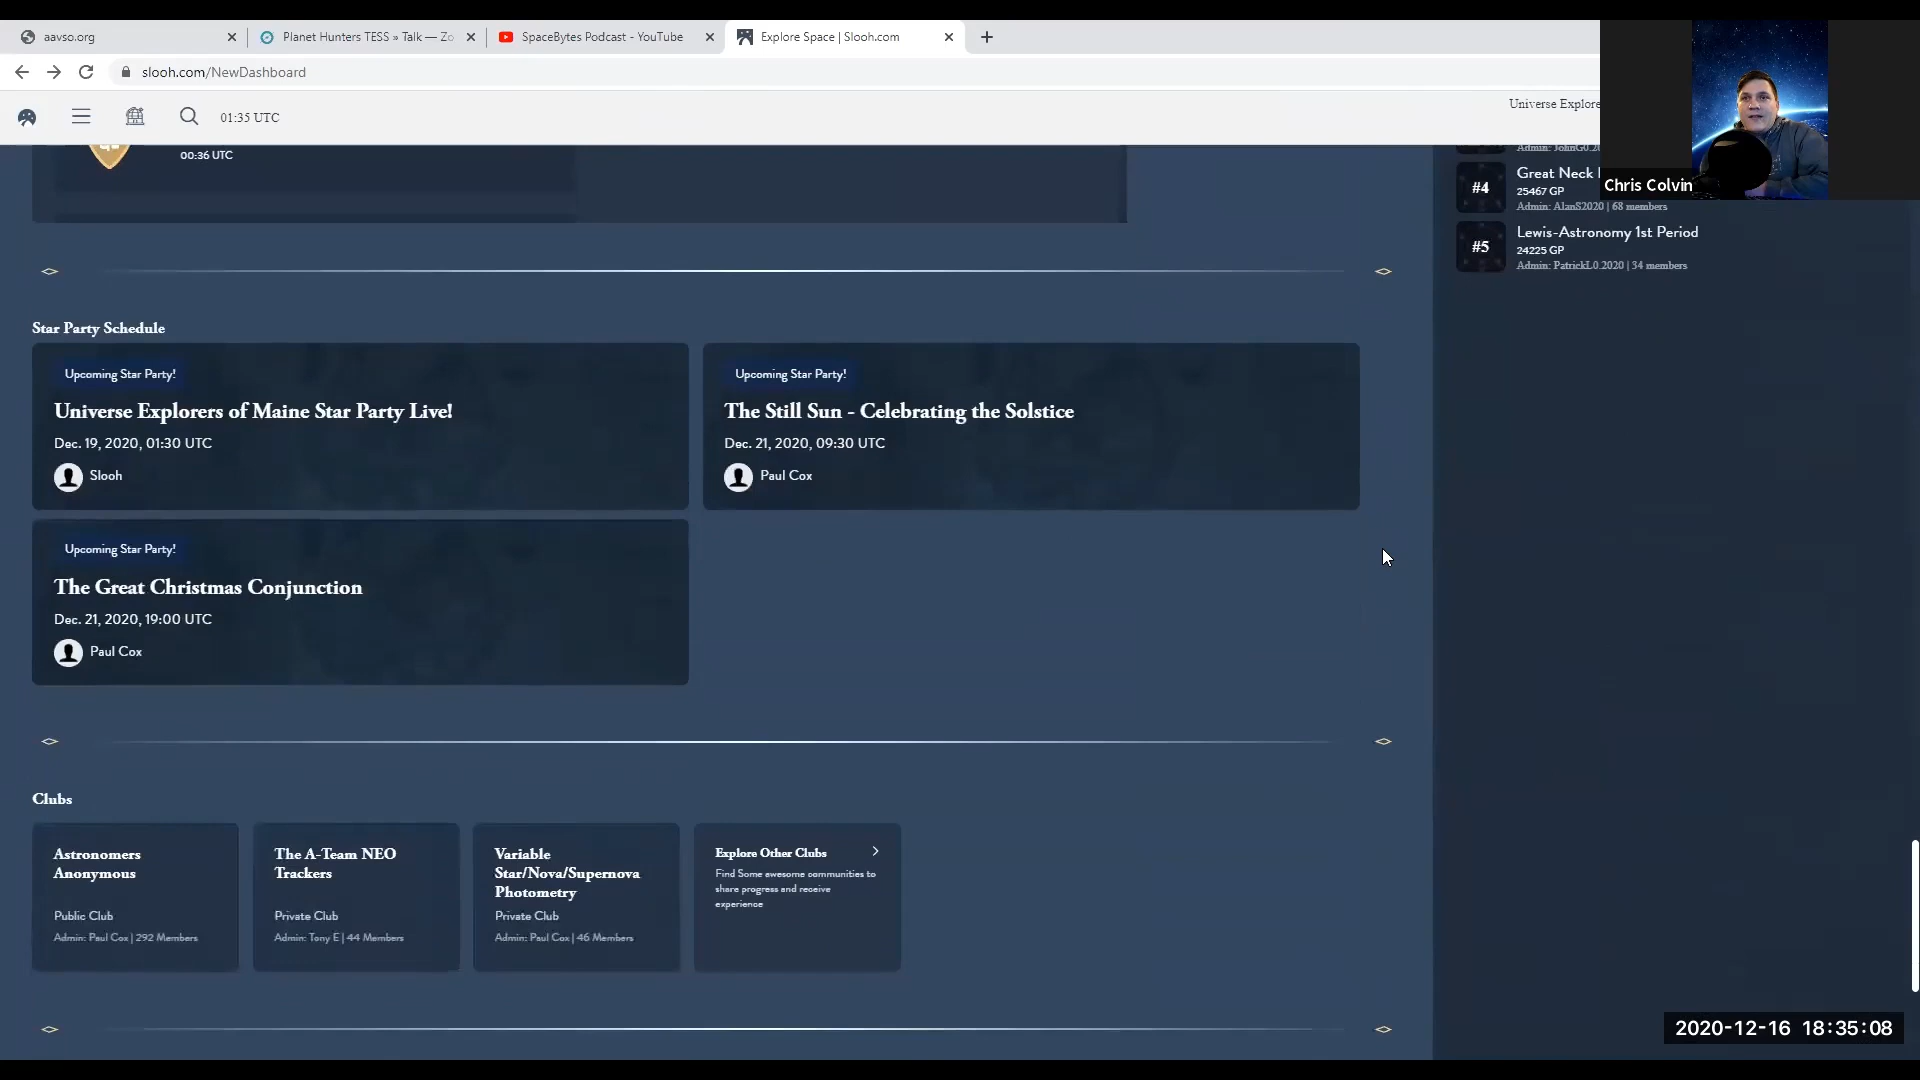 aavso.org
Planet Hunters TESS » Talk — Zo
SpaceBytes Podcast - YouTube
Explore Space | Slooh.com
slooh.com/NewDashboard
01:35 UTC
Universe Explore
00:36 UTC
Admin: JohnG0.20
#4
Great Neck
25467 GP
Admin: AlanS2020 | 68 members
Chris Colvin
#5
Lewis-Astronomy 1st Period
24225 GP
Admin: PatrickL0.2020 | 34 members
Star Party Schedule
Upcoming Star Party!
Universe Explorers of Maine Star Party Live!
Dec. 19, 2020, 01:30 UTC
Slooh
Upcoming Star Party!
The Still Sun - Celebrating the Solstice
Dec. 21, 2020, 09:30 UTC
Paul Cox
Upcoming Star Party!
The Great Christmas Conjunction
Dec. 21, 2020, 19:00 UTC
Paul Cox
Clubs
Astronomers
Anonymous
Public Club
Admin: Paul Cox | 292 Members
The A-Team NEO
Trackers
Private Club
Admin: Tony E | 44 Members
Variable
Star/Nova/Supernova
Photometry
Private Club
Admin: Paul Cox | 46 Members
Explore Other Clubs
Find Some awesome communities to
share progress and receive
experience
2020-12-16 18:35:08